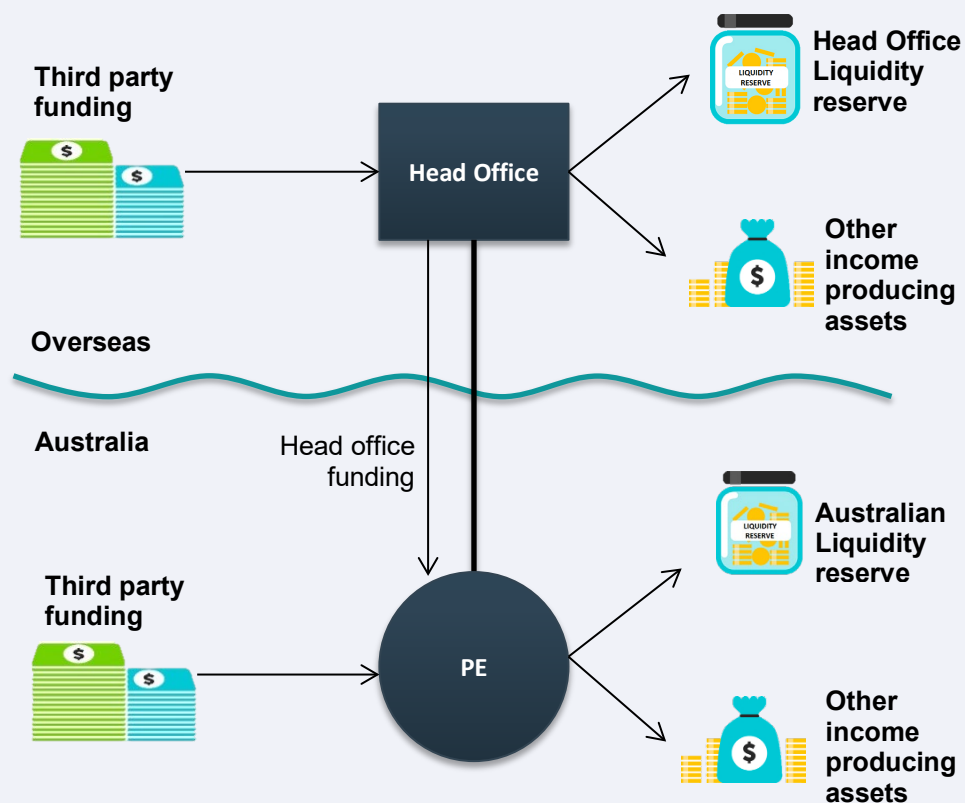 Third party
funding
$
$
Head Office
LIQUIDITY
RESERVE
Head Office
Liquidity
reserve
$
Other
income
producing
assets
Overseas
Australia
Head office
funding
LIQUIDITY
RESERVE
Australian
Liquidity
reserve
Third party
funding
$
$
PE
$
Other
income
producing
assets